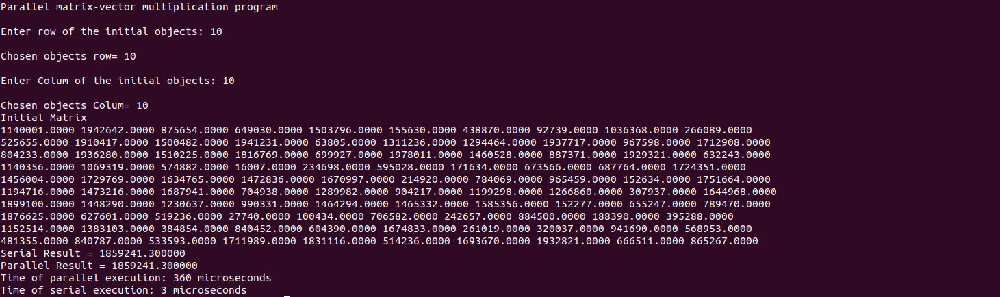 Parallel matrix-vector multiplication program
Enter row of the initial objects: 10
Chosen objects row= 10
Enter Colum of the initial objects: 10
Chosen objects Colum= 10
Initial Matrix
1140001.0000 1942642.0000 875654.0000 649030.0000 1503796.0000 155630.0000 438870.0000 92739.0000 1036368.0000 266089.0000
525655.0000 1910417.0000 1500482.0000 1941231.0000 63805.0000 1311236.0000 1294464.0000 1937717.0000 967598.0000 1712908.0000
804233.0000 1936280.0000 1510225.0000 1816769.0000 699927.0000 1978011.0000 1460528.0000 887371.0000 1929321.0000 632243.0000
1140356.0000 1069319.0000 574882.0000 16007.0000 234698.0000 595028.0000 171634.0000 673566.0000 687764.0000 1724351.0000
1456004.0000 1729769.0000 1634765.0000 1472836.0000 1670997.0000 214920.0000 784069.0000 965459.0000 152634.0000 1751664.0000
1194716.0000 1473216.0000 1687941.0000 704938.0000 1289982.0000 904217.0000 1199298.0000 1266860.0000 307937.0000 1644968.0000
1899100.0000 1448290.0000 1230637.0000 990331.0000 1464294.0000 1465332.0000 1585356.0000 152277.0000 655247.0000 789470.0000
1876625.0000 627601.0000 519236.0000 27740.0000 100434.0000 706582.0000 242657.0000 884500.0000 188390.0000 395288.0000
1152514.0000 1383103.0000 384854.0000 840452.0000 604390.0000 1674833.0000 261019.0000 320037.0000 941690.0000 568953.0000
481355.0000 840787.0000 533593.0000 1711989.0000 1831116.0000 514236.0000 1693670.0000 1932821.0000 666511.0000 865267.0000
Serial Result = 1859241.300000
Parallel Result = 1859241.300000
Time of parallel execution: 360 microseconds
Time of serial execution: 3 microseconds